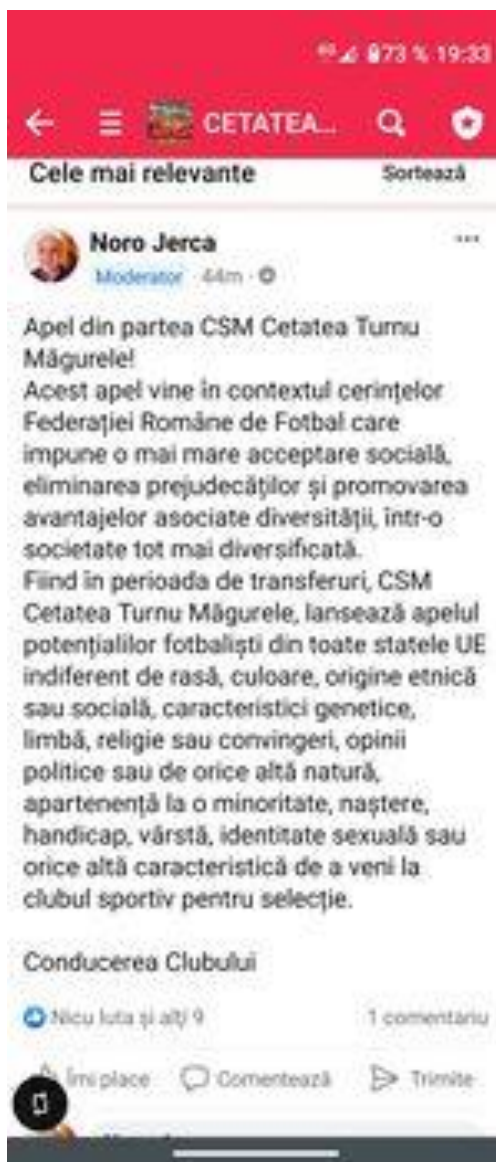 73 % 19:33
CETATEA...
Cele mai relevante Sortează
Noro Jerca
Moderator 44m
Apel din partea CSM Cetatea Turnu
Măgurele!
Acest apel vine în contextul cerințelor
Federației Române de Fotbal care
impune o mai mare acceptare socială,
eliminarea prejudecăților și promovarea
avantajelor asociate diversității, într-o
societate tot mai diversificată.
Fiind în perioada de transferuri, CSM
Cetatea Turnu Măgurele, lansează apelul
potențialilor fotbaliști din toate statele UE
indiferent de rasă, culoare, origine etnică
sau socială, caracteristici genetice,
limbă, religie sau convingeri, opinii
politice sau de orice altă natură,
apartenență la o minoritate, naștere,
handicap, vârstă, identitate sexuală sau
orice altă caracteristică de a veni la
clubul sportiv pentru selecție.
Conducerea Clubului
Nicu luta și alți 9 1 comentariu
Îmi place Comentează Trimite